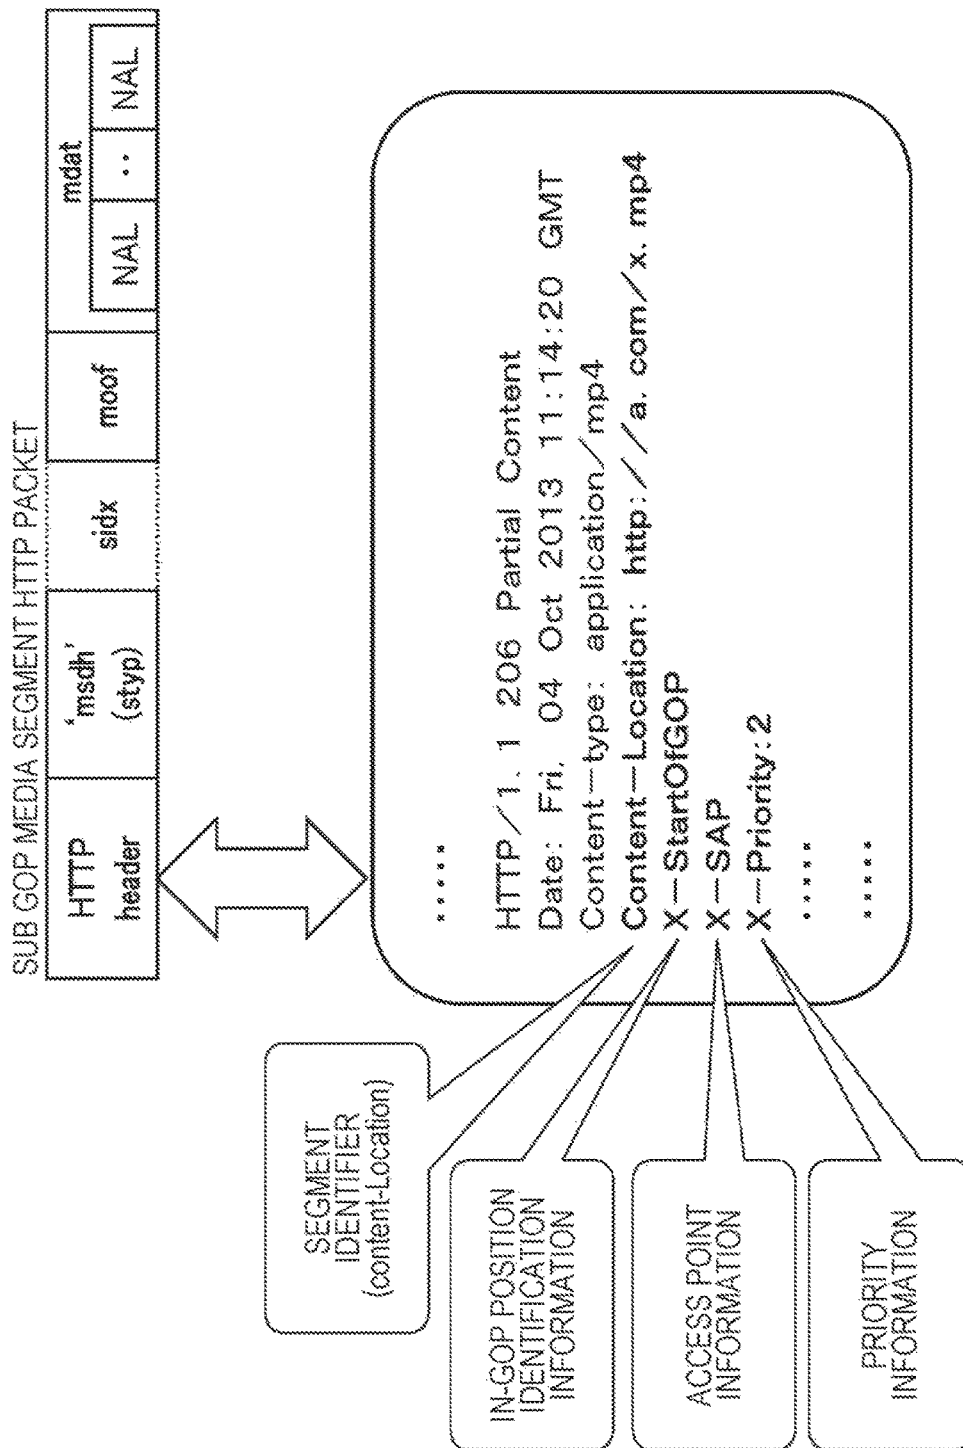 SUB GOP MEDIA SEGMENT HTTP PACKET
HTTP
header
'msdh'
(styp)
sidx
moof
mdat
NAL
..
NAL
.....
HTTP/1.1 206 Partial Content
Date: Fri, 04 Oct 2013 11:14:20 GMT
Content-type: application/mp4
Content-Location: http://a.com/x.mp4
X-StartOfGOP
X-SAP
X-Priority:2
.....
.....
SEGMENT
IDENTIFIER
(content-Location)
IN-GOP POSITION
IDENTIFICATION
INFORMATION
ACCESS POINT
INFORMATION
PRIORITY
INFORMATION